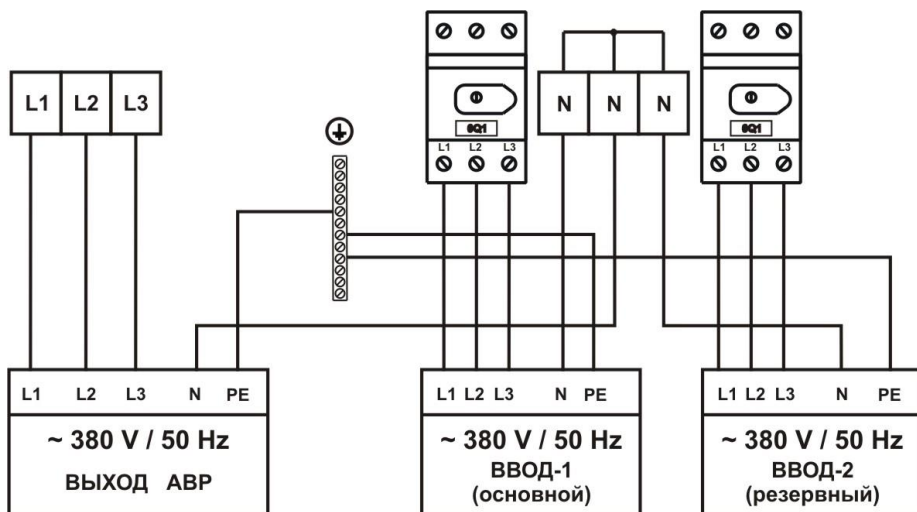 L1 L2 L3
N N N
6Q1
L1 L2 L3
6Q1
L1 L2 L3
L1 L2 L3 N PE
~ 380 V / 50 Hz
ВЫХОД АВР
L1 L2 L3 N PE
~ 380 V / 50 Hz
ВВОД-1
(основной)
L1 L2 L3 N PE
~ 380 V / 50 Hz
ВВОД-2
(резервный)